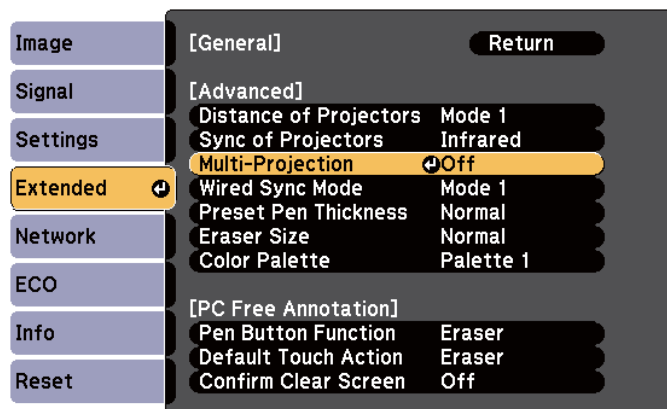 Image
Signal
Settings
Extended
Network
ECO
Info
Reset
[General] Return
[Advanced]
Distance of Projectors Mode 1
Sync of Projectors Infrared
Multi-Projection Off
Wired Sync Mode Mode 1
Preset Pen Thickness Normal
Eraser Size Normal
Color Palette Palette 1
[PC Free Annotation]
Pen Button Function Eraser
Default Touch Action Eraser
Confirm Clear Screen Off